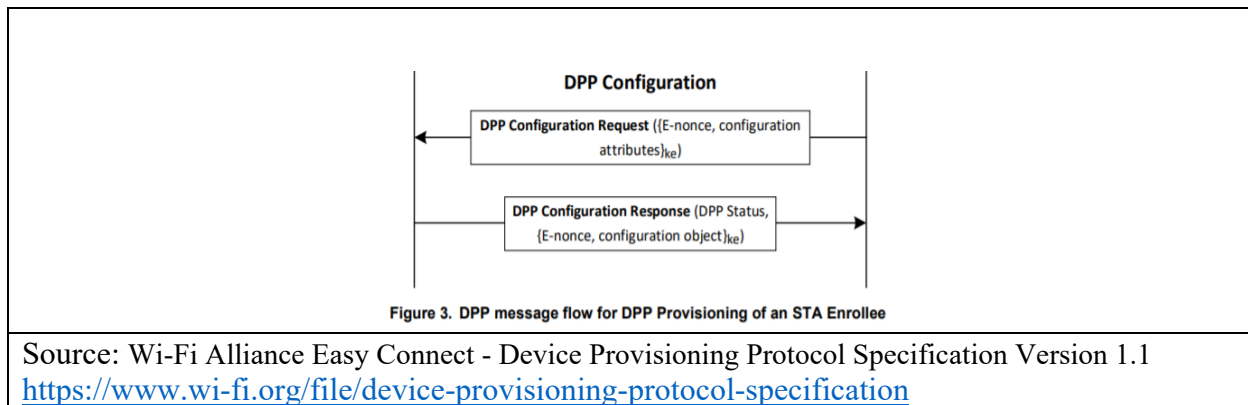 DPP Configuration
DPP Configuration Request ({E-nonce, configuration
attributes}ke)
DPP Configuration Response (DPP Status,
{E-nonce, configuration object}ke)
Figure 3. DPP message flow for DPP Provisioning of an STA Enrollee
Source: Wi-Fi Alliance Easy Connect - Device Provisioning Protocol Specification Version 1.1
https://www.wi-fi.org/file/device-provisioning-protocol-specification